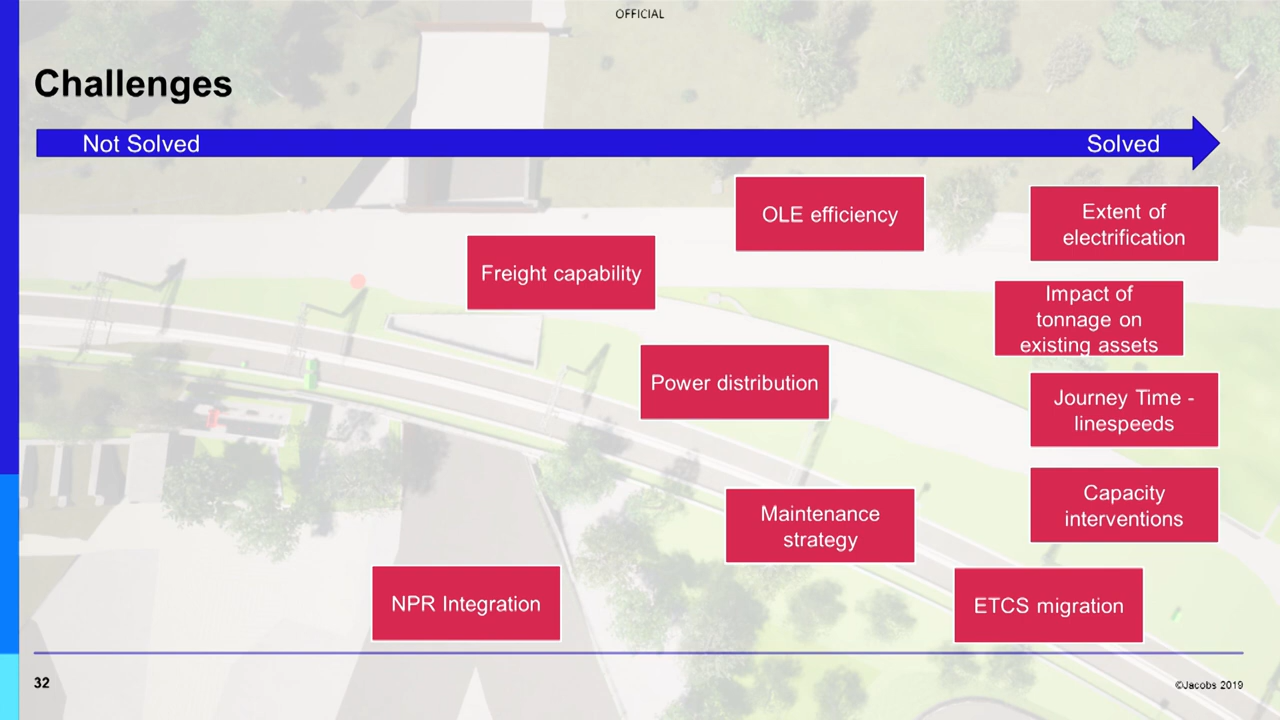 OFFICIAL
Challenges
Not Solved
Solved
OLE efficiency
Extent of
electrification
Freight capability
Impact of
tonnage on
existing assets
Power distribution
Journey Time -
linespeeds
Capacity
interventions
Maintenance
strategy
NPR Integration
ETCS migration
32
©Jacobs 2019